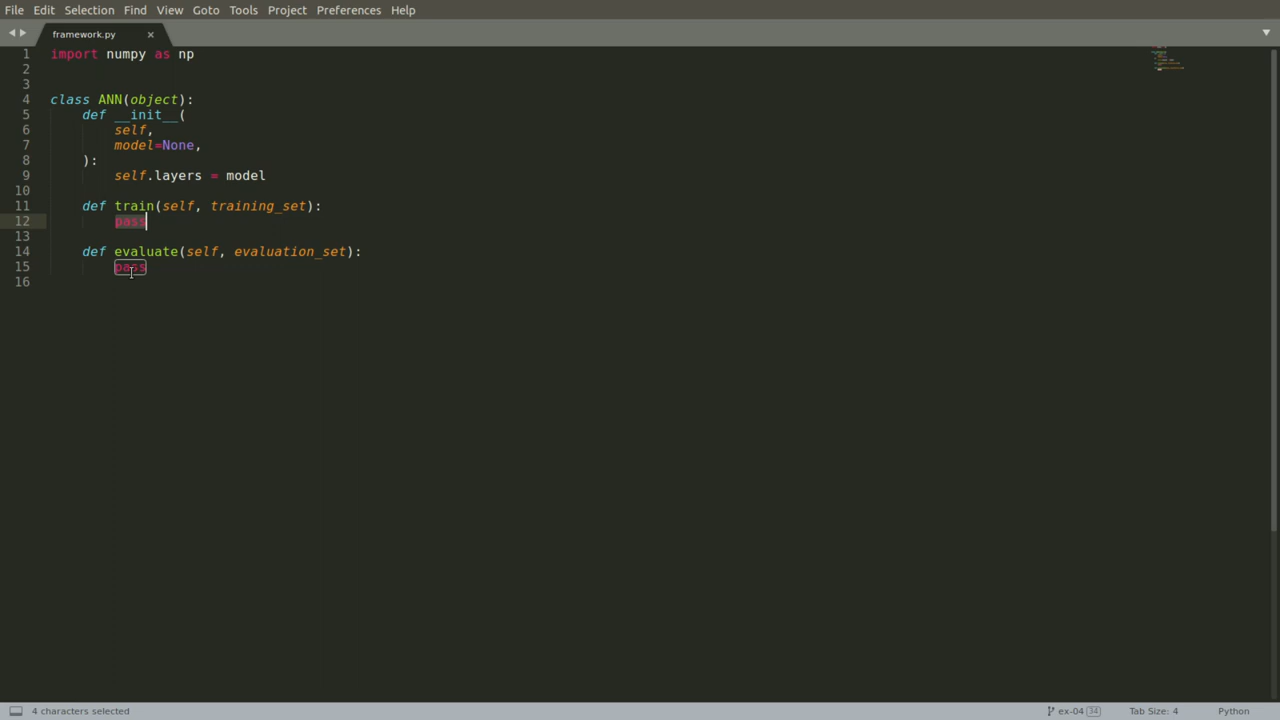 File Edit Selection Find View Goto Tools Project Preferences Help
framework.py ×
1 import numpy as np
2
3
4 class ANN(object):
5     def __init__(
6         self,
7         model=None,
8     ):
9         self.layers = model
10
11     def train(self, training_set):
12         pass
13
14     def evaluate(self, evaluation_set):
15         pass
16
4 characters selected ex-04 34 Tab Size: 4 Python